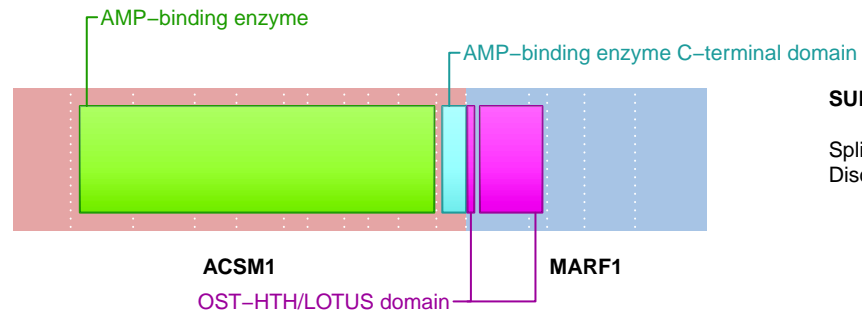 AMP−binding enzyme
AMP−binding enzyme C−terminal domain
ACSM1
MARF1
OST−HTH/LOTUS domain